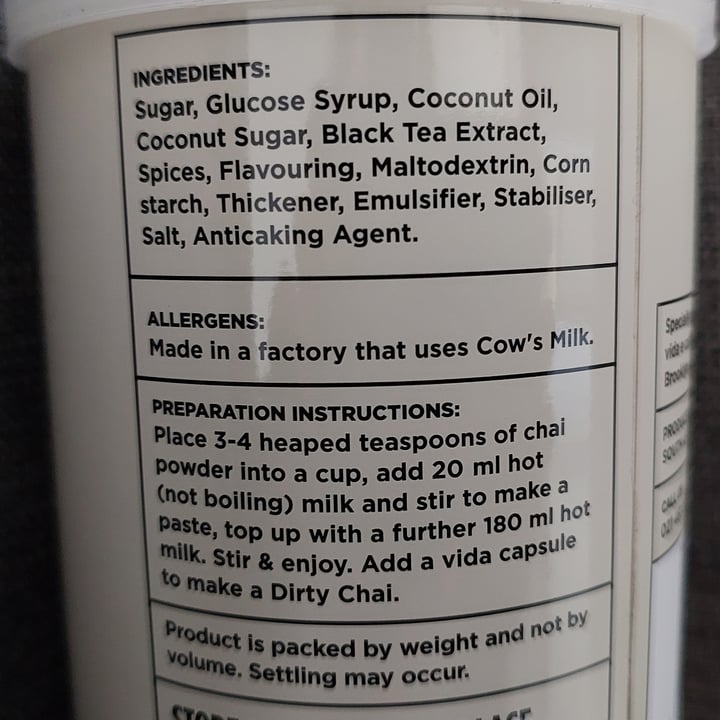 INGREDIENTS:
Sugar, Glucose Syrup, Coconut Oil,
Coconut Sugar, Black Tea Extract,
Spices, Flavouring, Maltodextrin, Corn
starch, Thickener, Emulsifier, Stabiliser,
Salt, Anticaking Agent.
ALLERGENS:
Made in a factory that uses Cow's Milk.
PREPARATION INSTRUCTIONS:
Place 3-4 heaped teaspoons of chai
powder into a cup, add 20 ml hot
(not boiling) milk and stir to make a
paste, top up with a further 180 ml hot
milk. Stir & enjoy. Add a vida capsule
to make a Dirty Chai.
Product is packed by weight and not by
volume. Settling may occur.
vida e